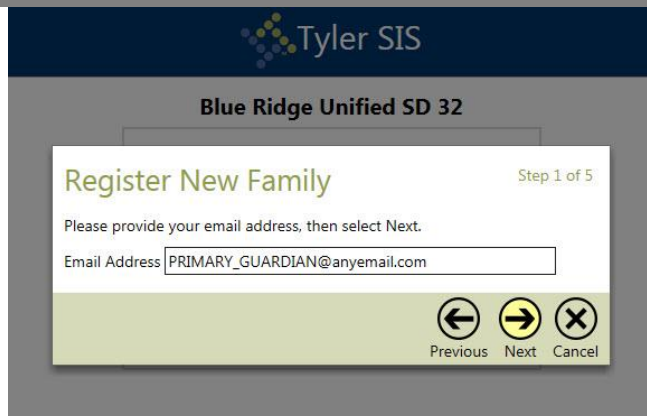 Tyler SIS
Blue Ridge Unified SD 32
Register New Family
Step 1 of 5
Please provide your email address, then select Next.
Email Address PRIMARY_GUARDIAN@anyemail.com
Previous Next Cancel